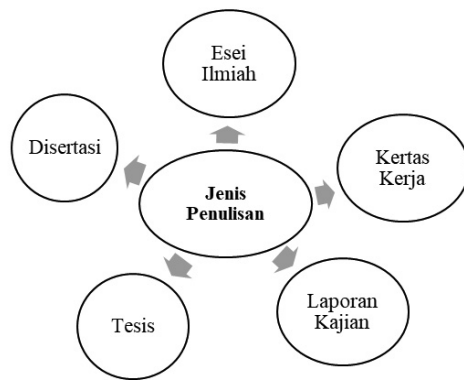 Esei
Ilmiah
Disertasi
Kertas
Kerja
Jenis
Penulisan
Laporan
Kajian
Tesis